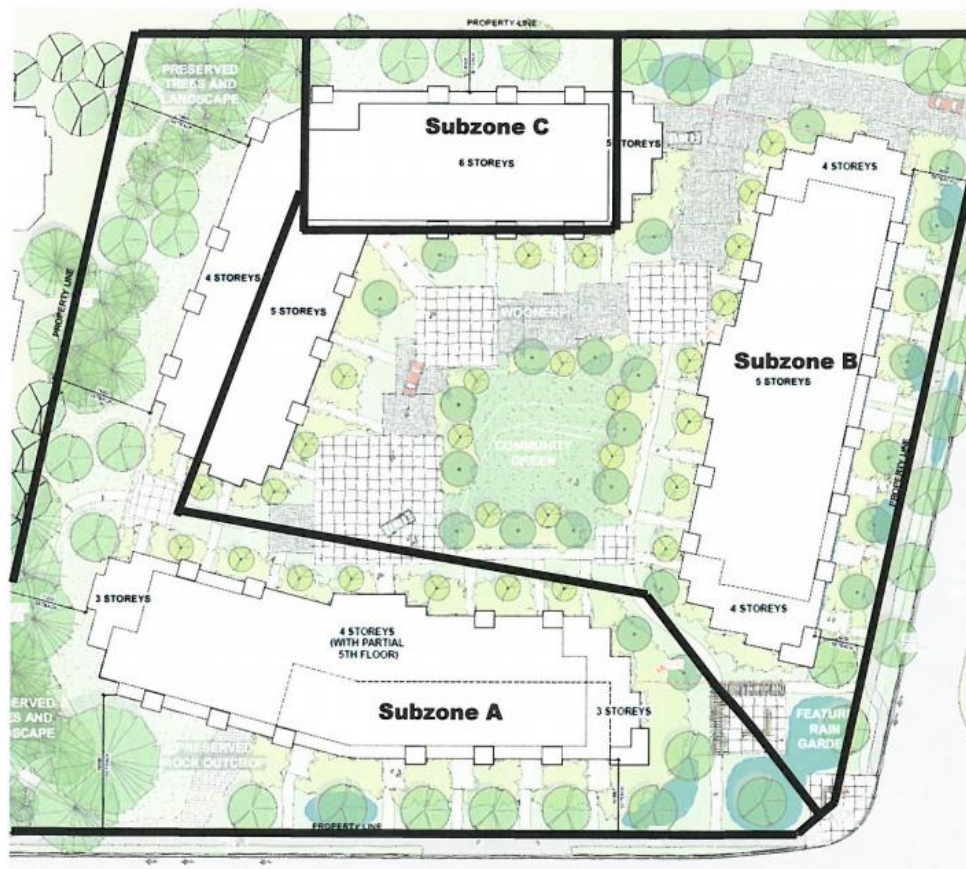 PROPERTY LINE
PRESERVED
TREES AND
LANDSCAPE
Subzone C
6 STOREYS
5 STOREYS
4 STOREYS
4 STOREYS
5 STOREYS
PROPERTY LINE
WOONERF
Subzone B
5 STOREYS
COMMUNITY
GREEN
PROPERTY LINE
3 STOREYS
4 STOREYS
(WITH PARTIAL
5TH FLOOR)
4 STOREYS
Subzone A
3 STOREYS
FEATURE
RAIN
GARDEN
PRESERVED
ROCK OUTCROP
PROPERTY LINE